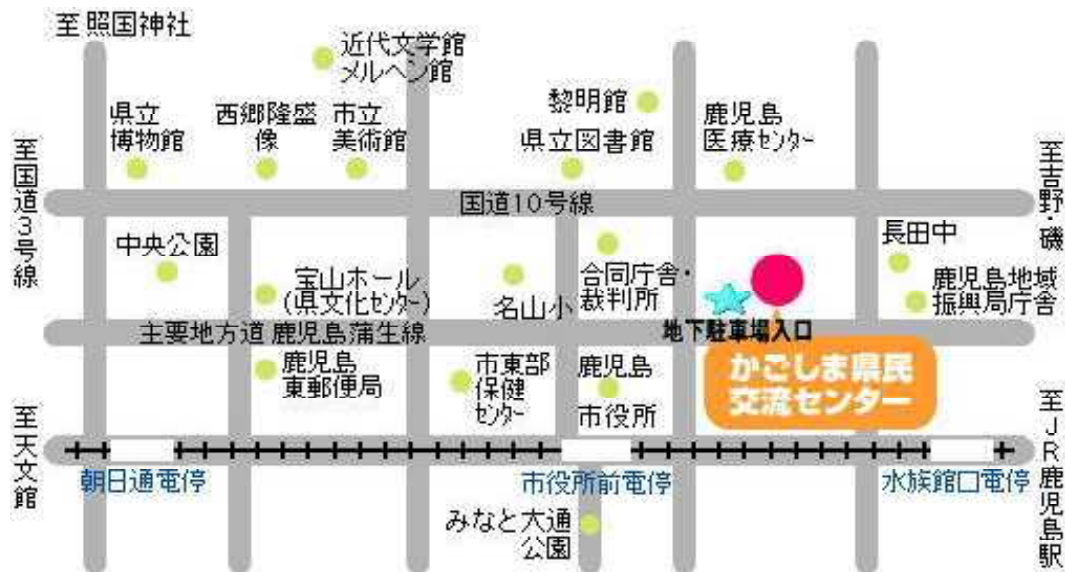 至 照国神社
近代文学館
メルヘン館
県立
博物館
西郷隆盛
像
市立
美術館
黎明館
県立図書館
鹿児島
医療センター
至国道3号線
至吉野・磯
国道10号線
中央公園
宝山ホール
(県文化センター)
名山小
合同庁舎・
裁判所
長田中
鹿児島地域
振興局庁舎
地下駐車場入口
主要地方道 鹿児島蒲生線
かごしま県民
交流センター
鹿児島
東郵便局
市東部
保健
センター
鹿児島
市役所
至天文館
至JR鹿児島駅
朝日通電停
市役所前電停
水族館口電停
みなと大通
公園